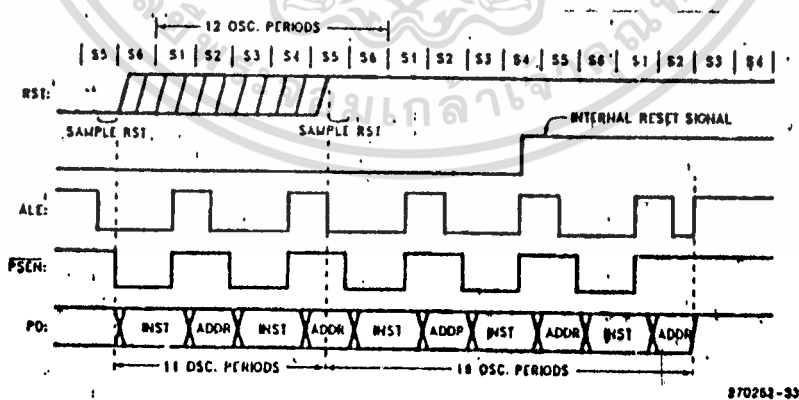 12 OSC. PERIODS
S5 S6 S1 S2 S3 S4 S5 S6 S1 S2 S3 S4 S5 S6 S1 S2 S3 S4
RST:
SAMPLE RST SAMPLE RST
INTERNAL RESET SIGNAL
ALE:
PSEN:
P0: INST ADDR INST ADDR INST ADDR INST ADDR INST ADDR
11 OSC. PERIODS 19 OSC. PERIODS
270252-33